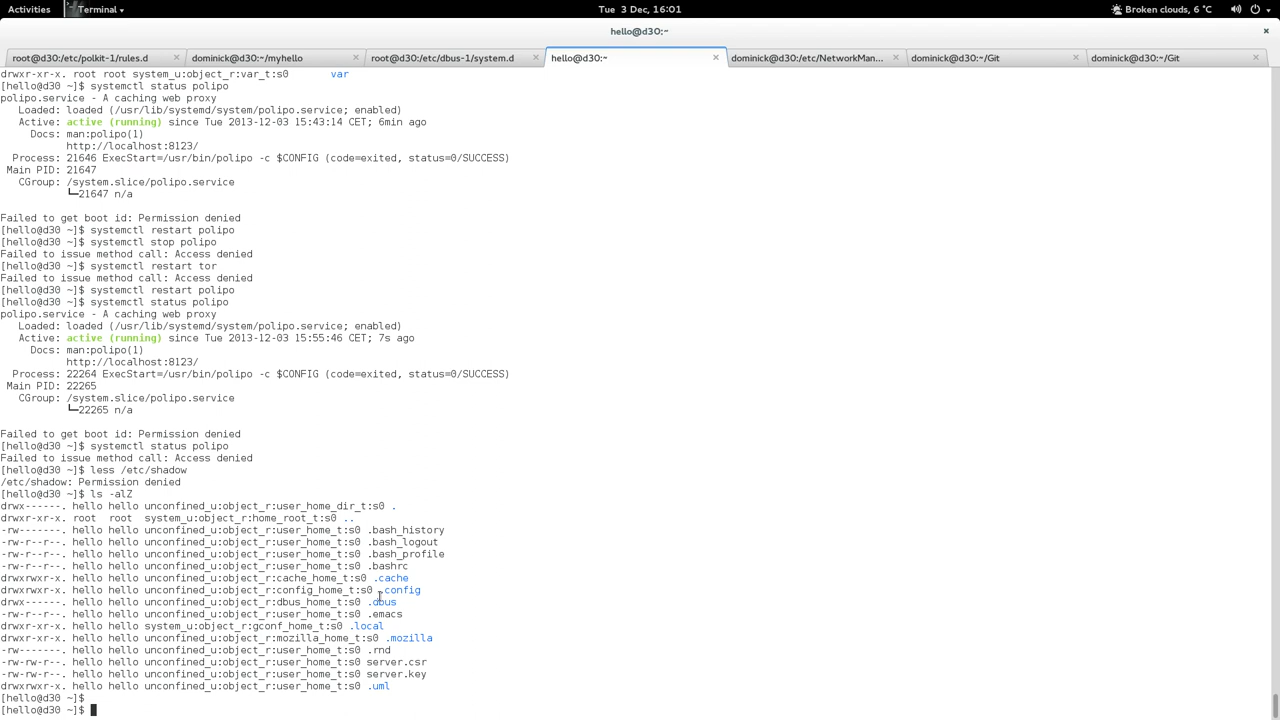 Activities Terminal Tue 3 Dec, 16:01 Broken clouds, 6 °C
hello@d30:~ ×
root@d30:/etc/polkit-1/rules.d × dominick@d30:~/myhello × root@d30:/etc/dbus-1/system.d × hello@d30:~ × dominick@d30:/etc/NetworkMan... × dominick@d30:~/Git × dominick@d30:~/Git ×
drwxr-xr-x. root root system_u:object_r:var_t:s0 var
[hello@d30 ~]$ systemctl status polipo
polipo.service - A caching web proxy
Loaded: loaded (/usr/lib/systemd/system/polipo.service; enabled)
Active: active (running) since Tue 2013-12-03 15:43:14 CET; 6min ago
Docs: man:polipo(1)
http://localhost:8123/
Process: 21646 ExecStart=/usr/bin/polipo -c $CONFIG (code=exited, status=0/SUCCESS)
Main PID: 21647
CGroup: /system.slice/polipo.service
└─21647 n/a
Failed to get boot id: Permission denied
[hello@d30 ~]$ systemctl restart polipo
[hello@d30 ~]$ systemctl stop polipo
Failed to issue method call: Access denied
[hello@d30 ~]$ systemctl restart tor
Failed to issue method call: Access denied
[hello@d30 ~]$ systemctl restart polipo
[hello@d30 ~]$ systemctl status polipo
polipo.service - A caching web proxy
Loaded: loaded (/usr/lib/systemd/system/polipo.service; enabled)
Active: active (running) since Tue 2013-12-03 15:55:46 CET; 7s ago
Docs: man:polipo(1)
http://localhost:8123/
Process: 22264 ExecStart=/usr/bin/polipo -c $CONFIG (code=exited, status=0/SUCCESS)
Main PID: 22265
CGroup: /system.slice/polipo.service
└─22265 n/a
Failed to get boot id: Permission denied
[hello@d30 ~]$ systemctl status polipo
Failed to issue method call: Access denied
[hello@d30 ~]$ less /etc/shadow
/etc/shadow: Permission denied
[hello@d30 ~]$ ls -alZ
drwx------. hello hello unconfined_u:object_r:user_home_dir_t:s0 .
drwxr-xr-x. root root system_u:object_r:home_root_t:s0 ..
-rw-------. hello hello unconfined_u:object_r:user_home_t:s0 .bash_history
-rw-r--r--. hello hello unconfined_u:object_r:user_home_t:s0 .bash_logout
-rw-r--r--. hello hello unconfined_u:object_r:user_home_t:s0 .bash_profile
-rw-r--r--. hello hello unconfined_u:object_r:user_home_t:s0 .bashrc
drwxrwxr-x. hello hello unconfined_u:object_r:cache_home_t:s0 .cache
drwxrwxr-x. hello hello unconfined_u:object_r:config_home_t:s0 .config
drwx------. hello hello unconfined_u:object_r:dbus_home_t:s0 .dbus
-rw-r--r--. hello hello unconfined_u:object_r:user_home_t:s0 .emacs
drwxr-xr-x. hello hello system_u:object_r:gconf_home_t:s0 .local
drwxr-xr-x. hello hello unconfined_u:object_r:mozilla_home_t:s0 .mozilla
-rw-------. hello hello unconfined_u:object_r:user_home_t:s0 .rnd
-rw-rw-r--. hello hello unconfined_u:object_r:user_home_t:s0 server.csr
-rw-rw-r--. hello hello unconfined_u:object_r:user_home_t:s0 server.key
drwxrwxr-x. hello hello unconfined_u:object_r:user_home_t:s0 .uml
[hello@d30 ~]$
[hello@d30 ~]$